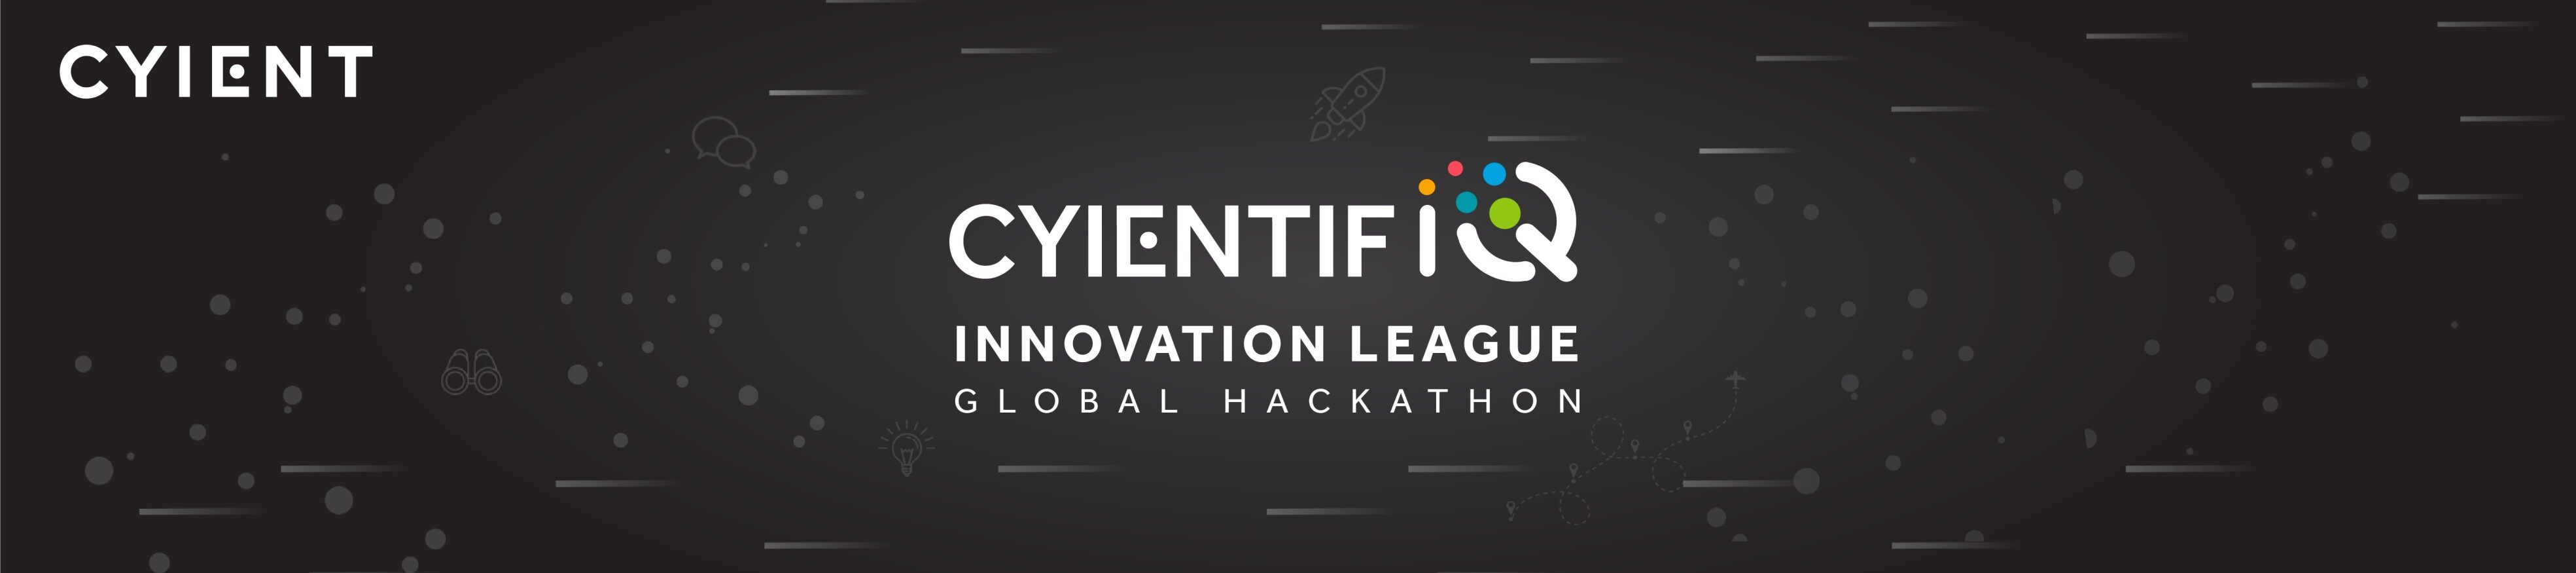 CYIENT
CYIENTIFIQ
INNOVATION LEAGUE
GLOBAL HACKATHON